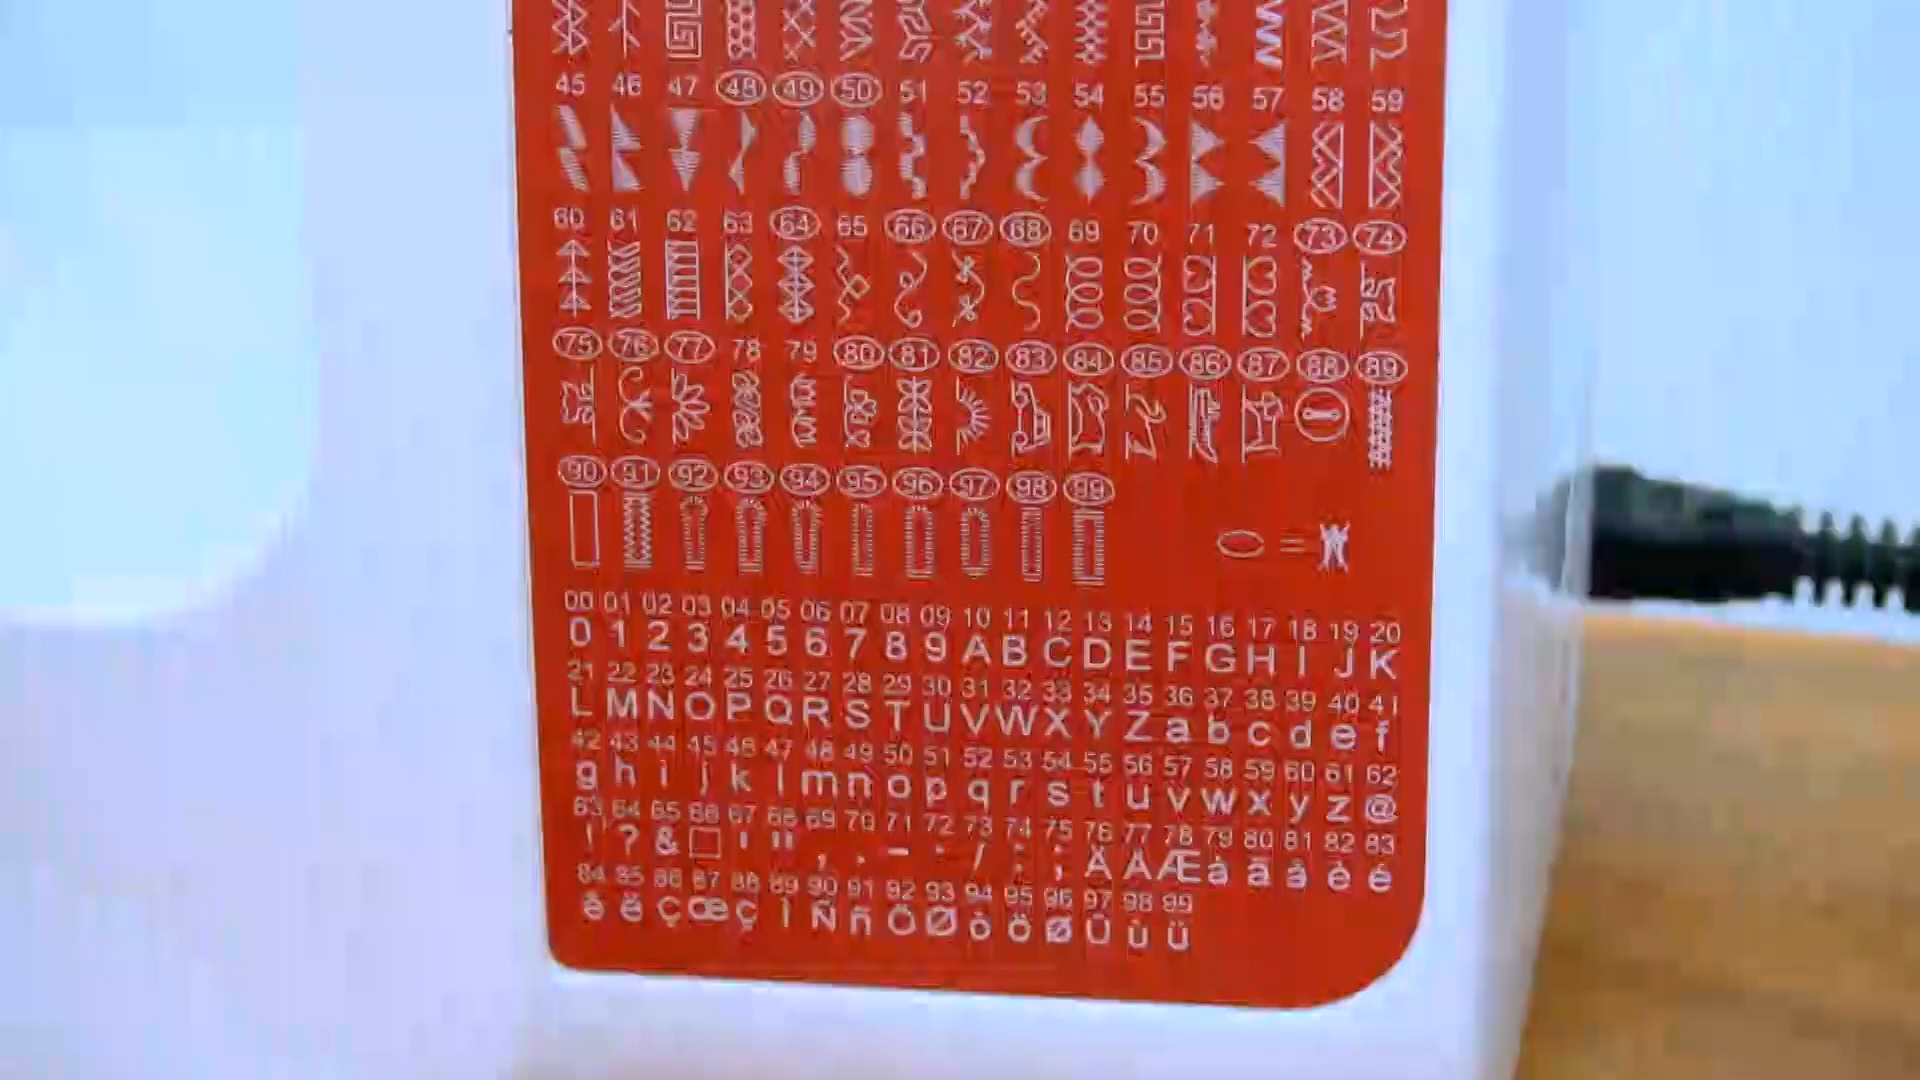 45 46 47 48 49 50 51 52 53 54 55 56 57 58 59
60 61 62 63 64 65 66 67 68 69 70 71 72 73 74
75 76 77 78 79 80 81 82 83 84 85 86 87 88 89
90 91 92 93 94 95 96 97 98 99
=
00 01 02 03 04 05 06 07 08 09 10 11 12 13 14 15 16 17 18 19 20
0 1 2 3 4 5 6 7 8 9 A B C D E F G H I J K
21 22 23 24 25 26 27 28 29 30 31 32 33 34 35 36 37 38 39 40 41
L M N O P Q R S T U V W X Y Z a b c d e f
42 43 44 45 46 47 48 49 50 51 52 53 54 55 56 57 58 59 60 61 62
g h i j k l m n o p q r s t u v w x y z @
63 64 65 66 67 68 69 70 71 72 73 74 75 76 77 78 79 80 81 82 83
! ? & ' " , . - · / : ; Ä Å Æ à ä å è é
84 85 86 87 88 89 90 91 92 93 94 95 96 97 98 99
ê ë Ç œ ç Ñ ñ Ö Ø ö ø Ü ù ü